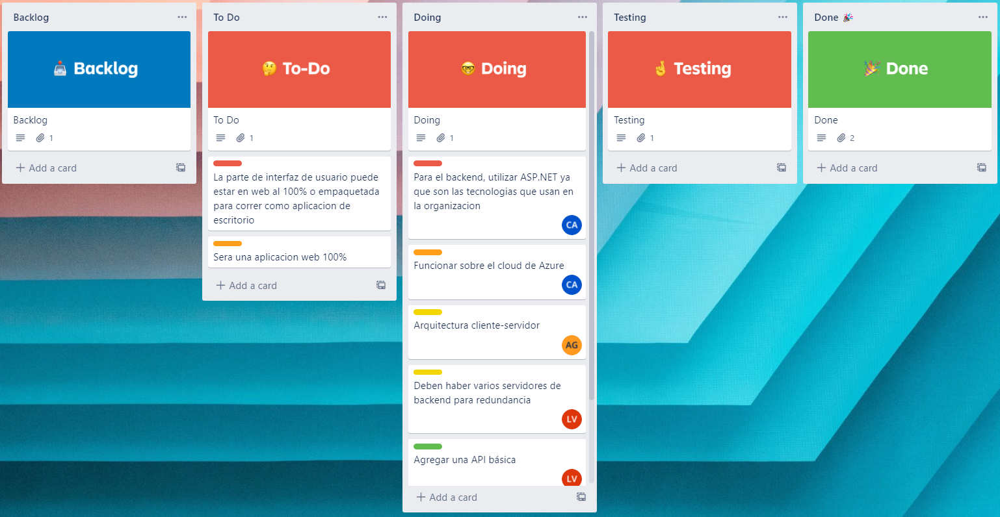 Backlog
Backlog
Backlog
1
Add a card
To Do
To-Do
To Do
1
La parte de interfaz de usuario puede
estar en web al 100% o empaquetada
para correr como aplicacion de
escritorio
Sera una aplicacion web 100%
Add a card
Doing
Doing
Doing
1
Para el backend, utilizar ASP.NET ya
que son las tecnologias que usan en
la organizacion
CA
Funcionar sobre el cloud de Azure
CA
Arquitectura cliente-servidor
AG
Deben haber varios servidores de
backend para redundancia
LV
Agregar una API básica
LV
Add a card
Testing
Testing
Testing
1
Add a card
Done
Done
Done
2
Add a card